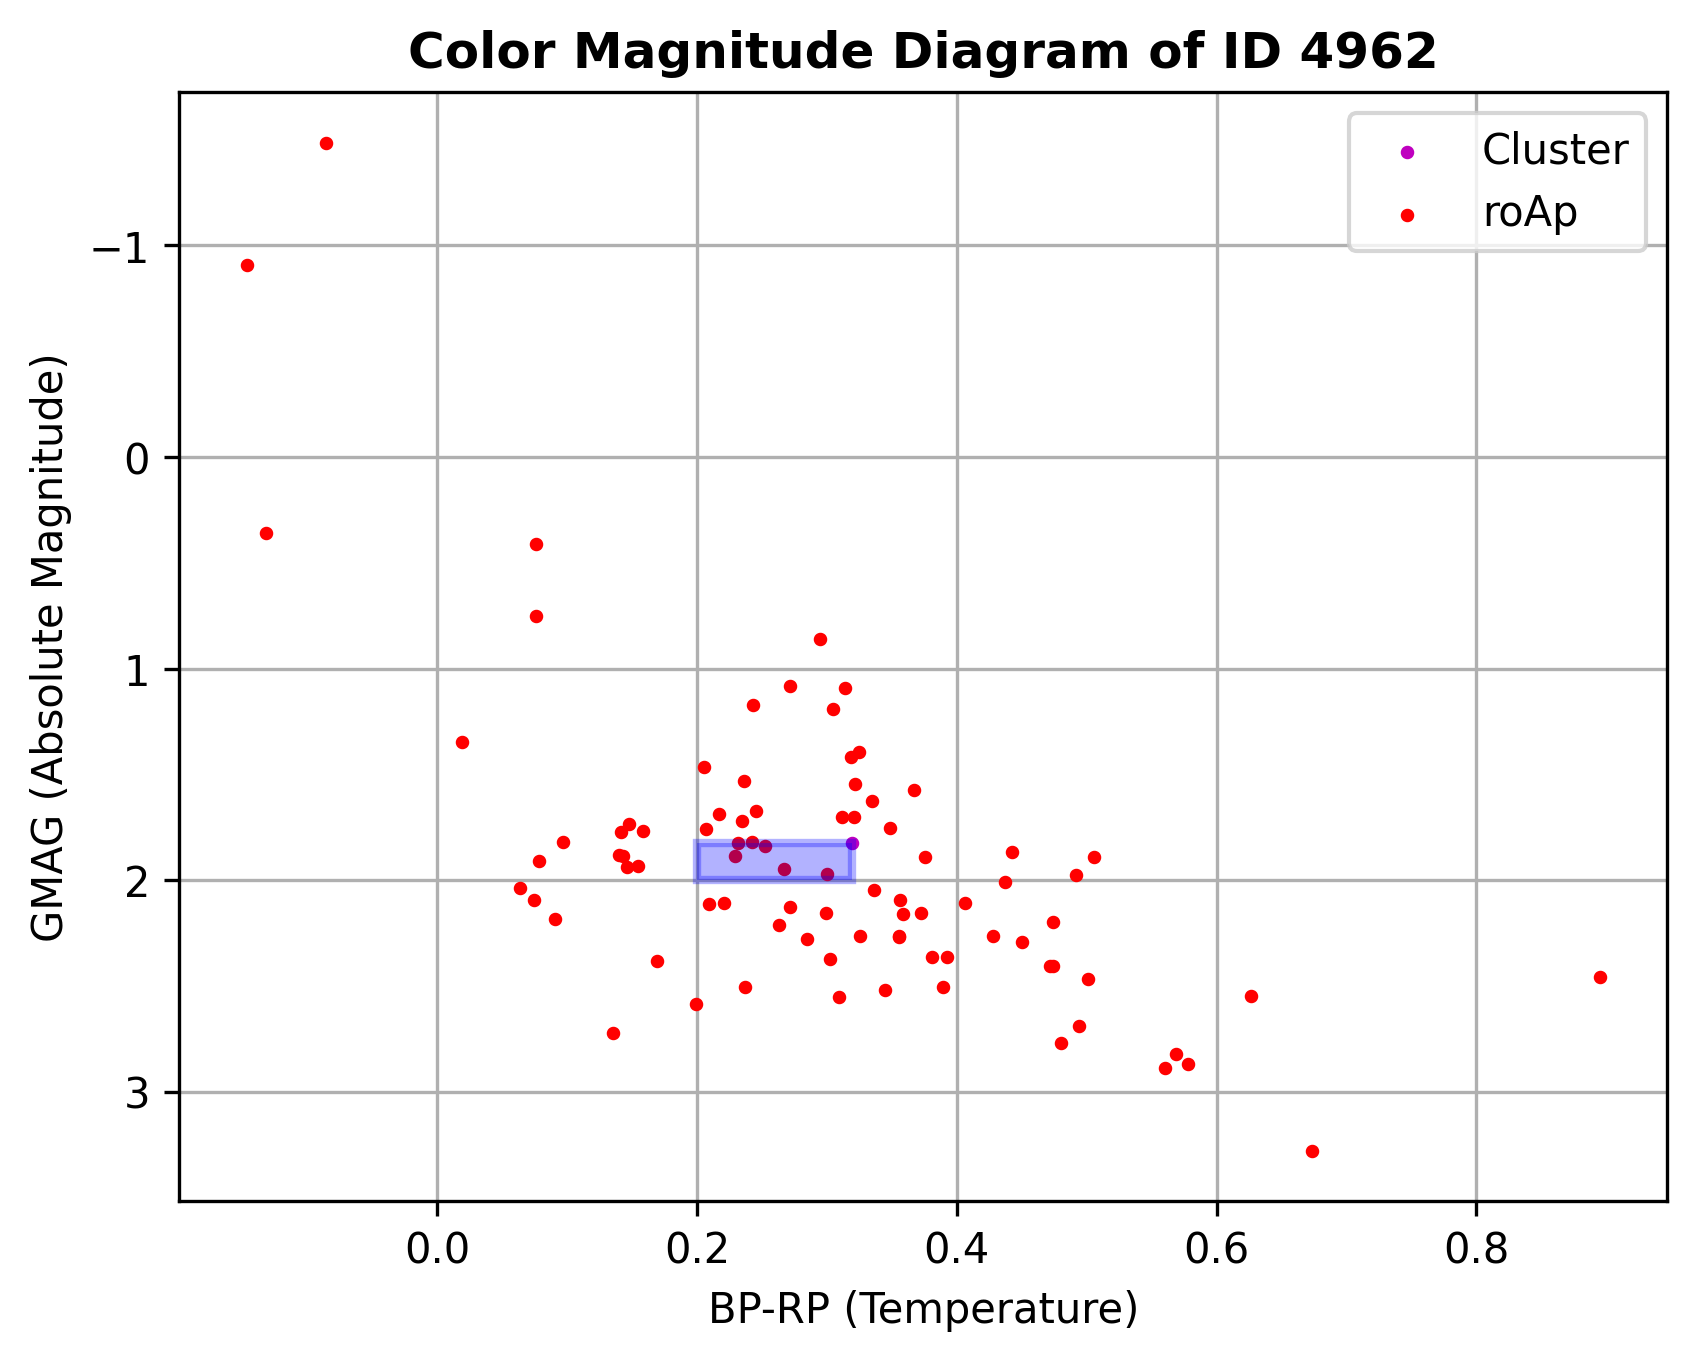 Color Magnitude Diagram of ID 4962
Cluster
roAp
GMAG (Absolute Magnitude)
−1
0
1
2
3
0.0 0.2 0.4 0.6 0.8
BP-RP (Temperature)